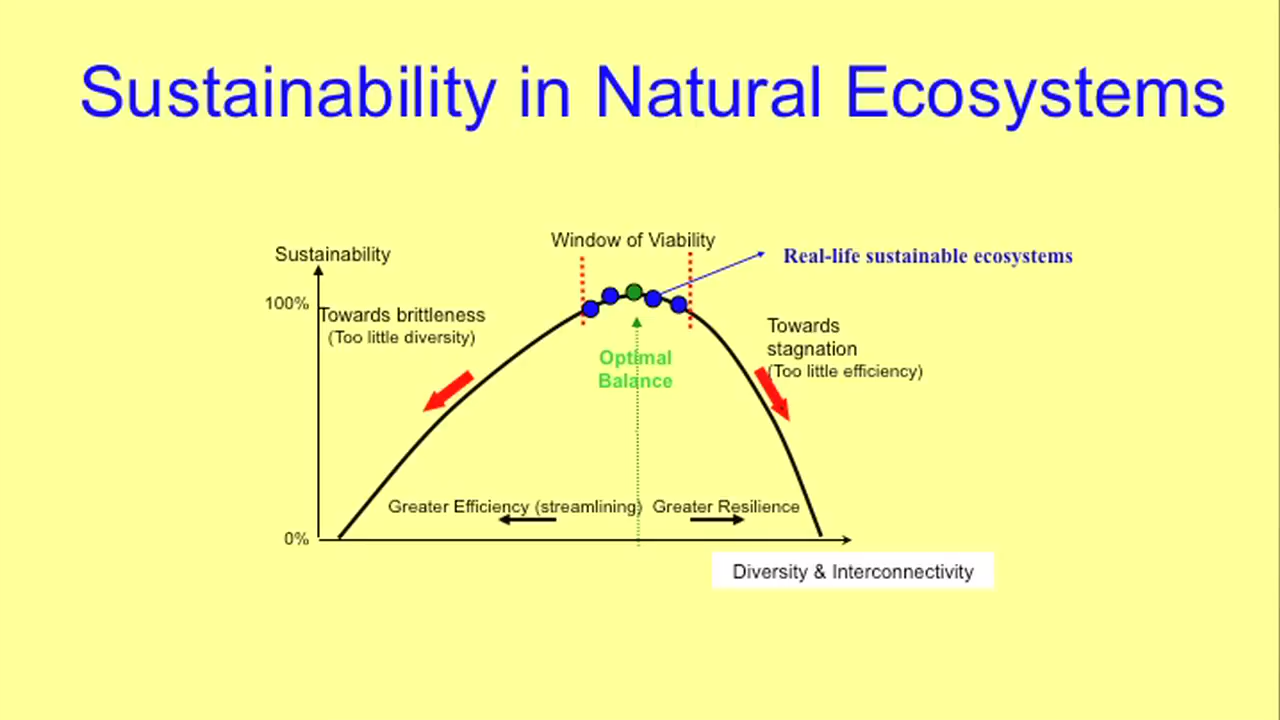 Sustainability in Natural Ecosystems
Window of Viability
Sustainability
Real-life sustainable ecosystems
100%
Towards brittleness
(Too little diversity)
Towards
stagnation
(Too little efficiency)
Optimal
Balance
Greater Efficiency (streamlining)
Greater Resilience
0%
Diversity & Interconnectivity